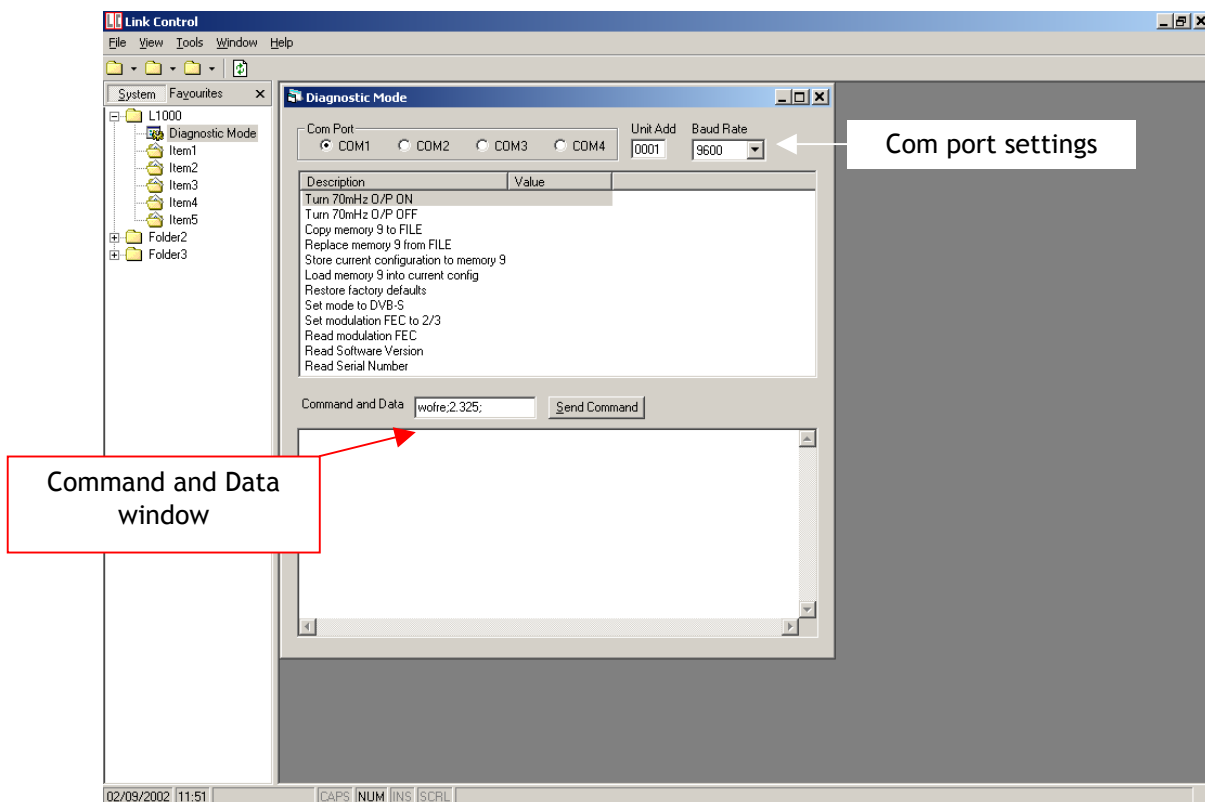 Link Control
File View Tools Window Help
System Favourites
L1000
Diagnostic Mode
Item1
Item2
Item3
Item4
Item5
Folder2
Folder3
Diagnostic Mode
Com Port Unit Add Baud Rate
COM1 COM2 COM3 COM4 0001 9600
Com port settings
Description Value
Turn 70mHz O/P ON
Turn 70mHz O/P OFF
Copy memory 9 to FILE
Replace memory 9 from FILE
Store current configuration to memory 9
Load memory 9 into current config
Restore factory defaults
Set mode to DVB-S
Set modulation FEC to 2/3
Read modulation FEC
Read Software Version
Read Serial Number
Command and Data wofre;2.325; Send Command
Command and Data
window
02/09/2002 11:51 CAPS NUM INS SCRL